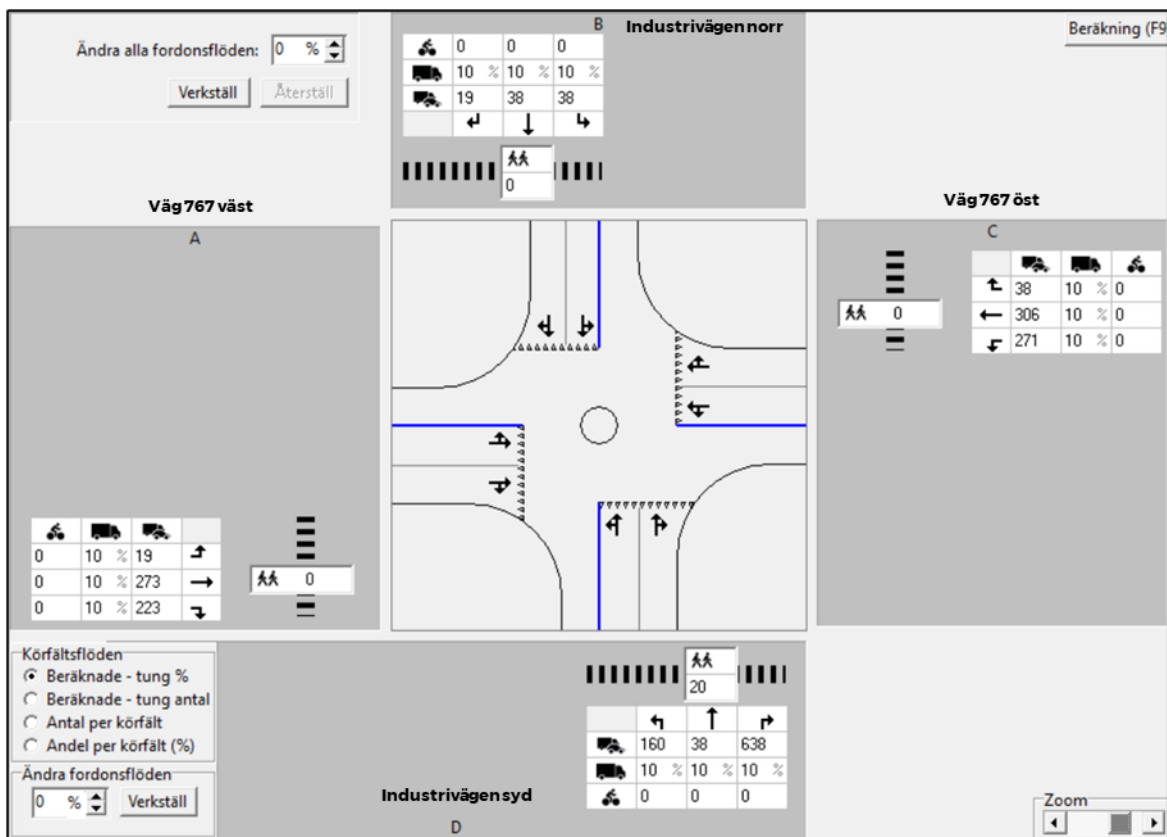 B
Industrivägen norr
Beräkning (F9
Ändra alla fordonsflöden: 0 %
Verkställ Återställ
0 0 0
10 % 10 % 10 %
19 38 38
0
Väg 767 väst
Väg 767 öst
A
C
38 10 % 0
306 10 % 0
271 10 % 0
0
0 10 % 19
0 10 % 273
0 10 % 223
0
Körfältsflöden
Beräknade - tung %
Beräknade - tung antal
Antal per körfält
Andel per körfält (%)
Ändra fordonsflöden
0 % Verkställ
20
160 38 638
10 % 10 % 10 %
0 0 0
Industrivägen syd
D
Zoom